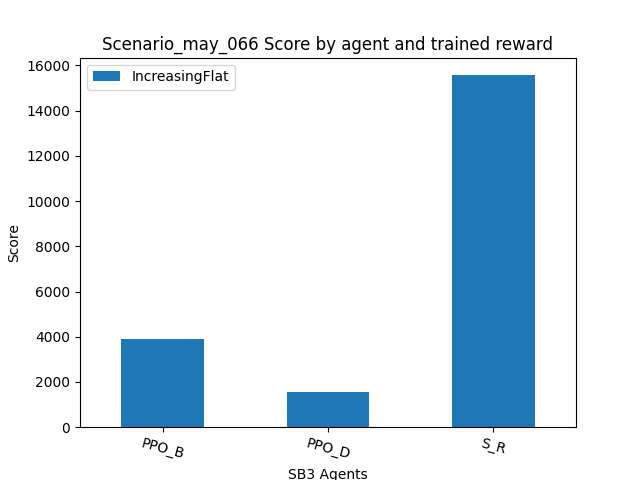 Scenario_may_066 Score by agent and trained reward
IncreasingFlat
Score
16000
14000
12000
10000
8000
6000
4000
2000
0
PPO_B
PPO_D
S_R
SB3 Agents